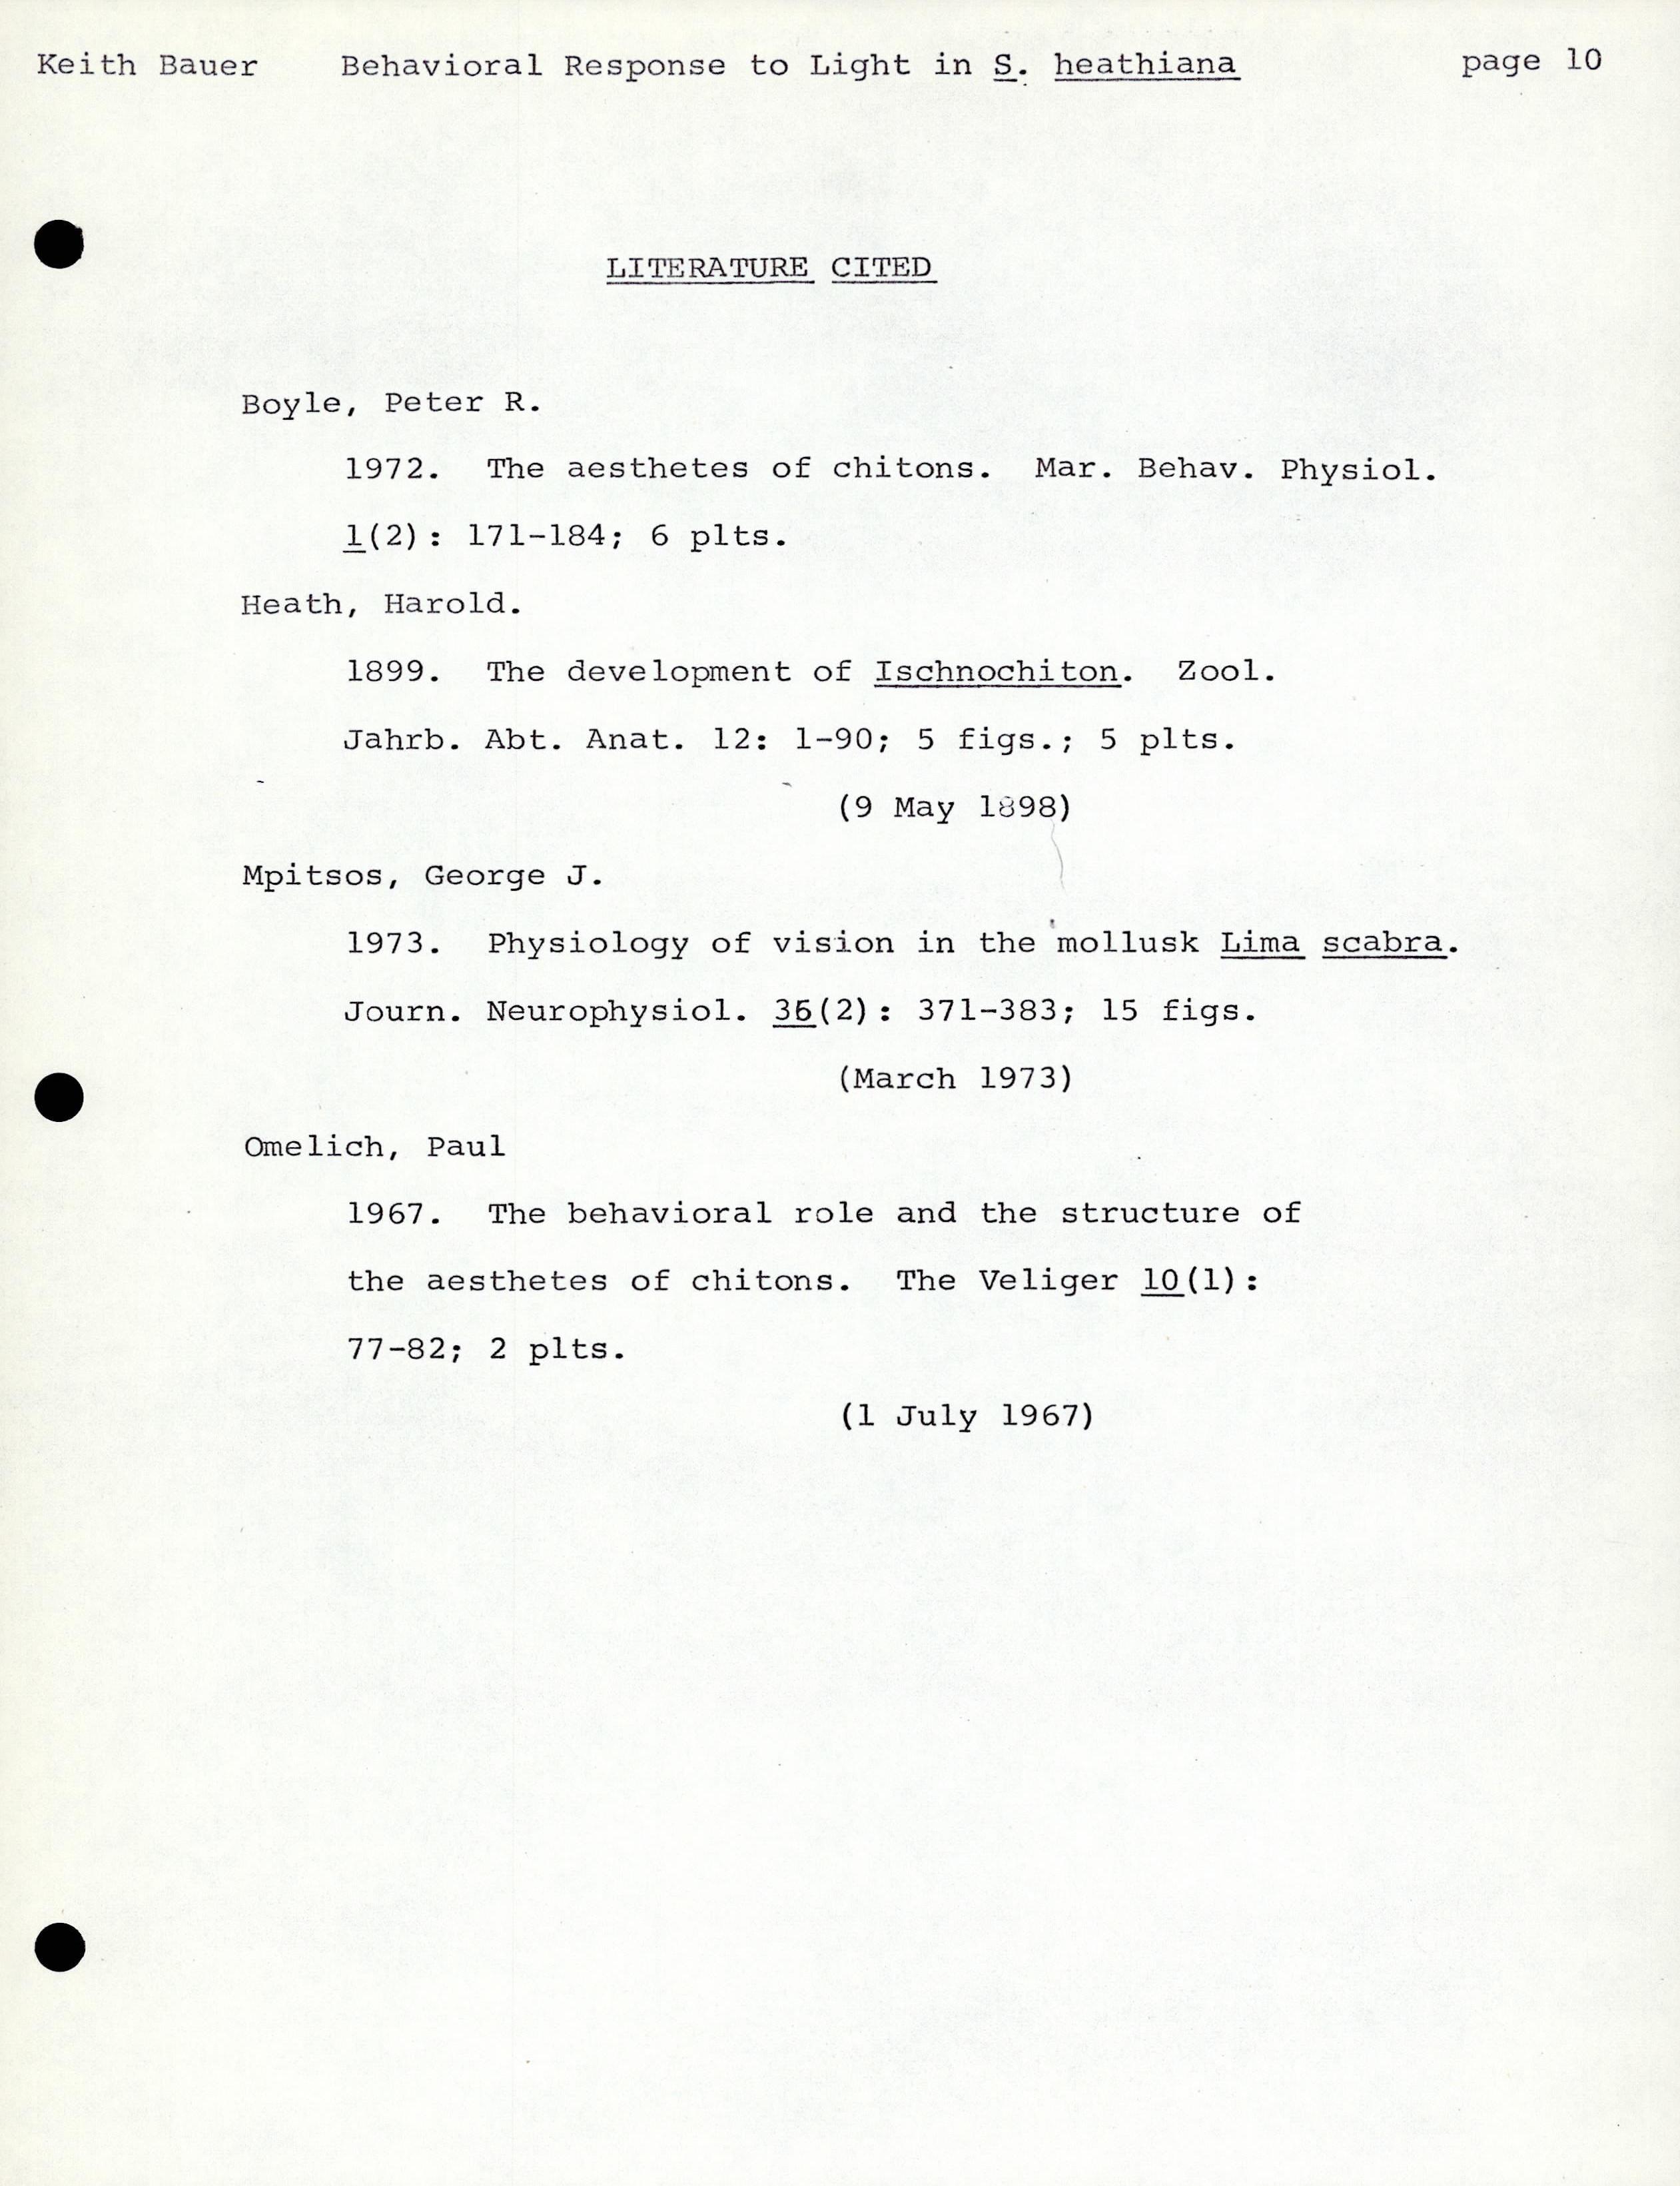 Keith Bauer Behavioral Response to Light in S. heathiana page 10
LITERATURE CITED
Boyle, Peter R.
1972. The aesthetes of chitons. Mar. Behav. Physiol.
1(2): 171-184; 6 plts.
Heath, Harold.
1899. The development of Ischnochiton. Zool.
Jahrb. Abt. Anat. 12: 1-90; 5 figs.; 5 plts.
(9 May 1898)
Mpitsos, George J.
1973. Physiology of vision in the mollusk Lima scabra.
Journ. Neurophysiol. 36(2): 371-383; 15 figs.
(March 1973)
Omelich, Paul
1967. The behavioral role and the structure of
the aesthetes of chitons. The Veliger 10(1):
77-82; 2 plts.
(1 July 1967)